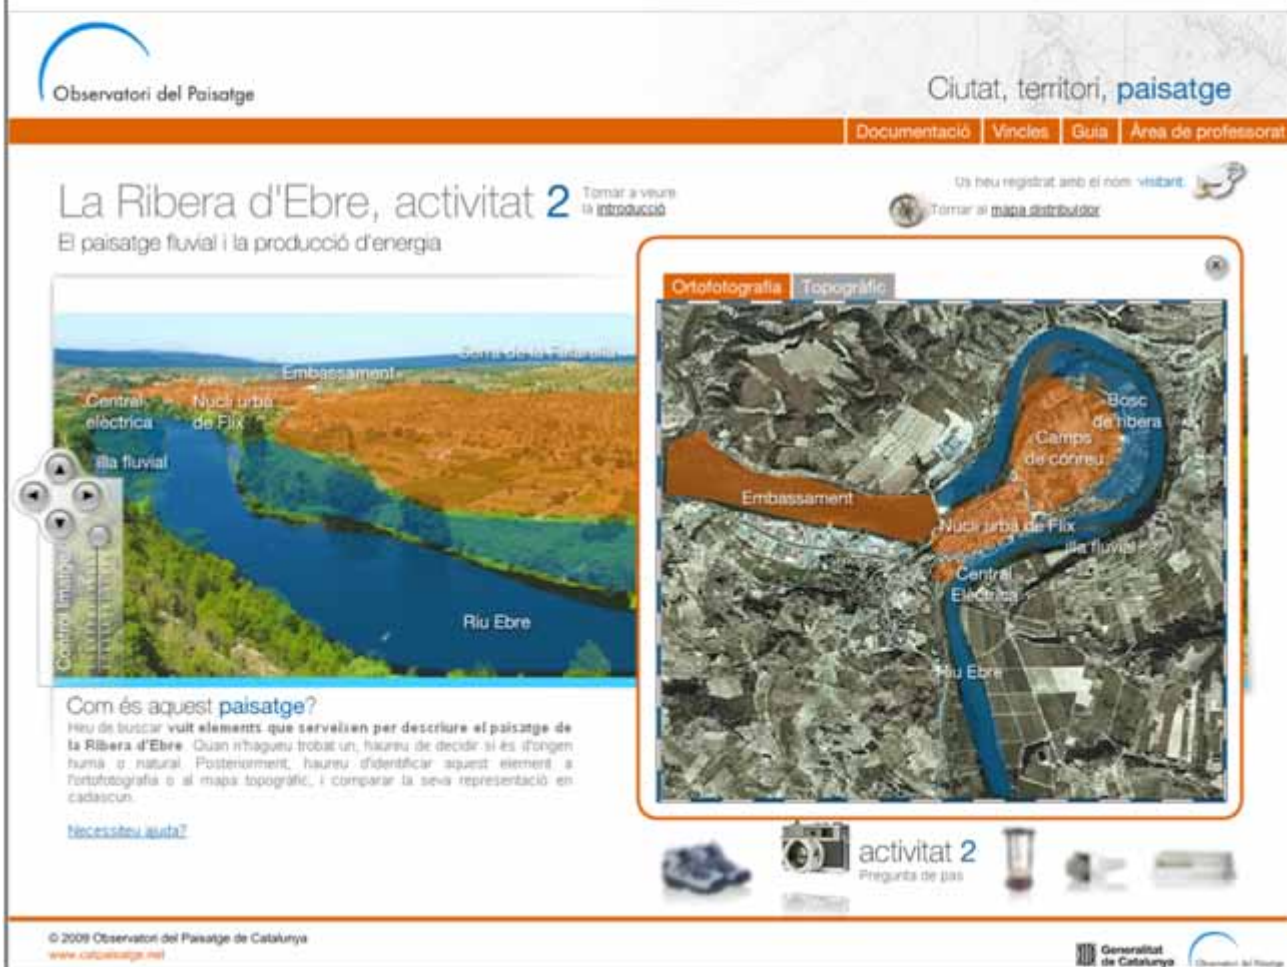 Observatori del Paisatge
Ciutat, territori, paisatge
Documentació Vincles Guia Àrea de professorat
La Ribera d'Ebre, activitat 2
Tornar a veure
la introducció
Us heu registrat amb el nom visitant
Tornar al mapa distribuïdor
El paisatge fluvial i la producció d'energia
Ortofotografia Topogràfic
Serra de la Fatarella
Embassament
Central
elèctrica
Nucli urbà
de Flix
illa fluvial
Riu Ebre
Control imatge
Bosc
de ribera
Camps
de conreu
Embassament
Nucli urbà de Flix
illa fluvial
Central
Elèctrica
Riu Ebre
Com és aquest paisatge?
Heu de buscar vuit elements que serveixen per descriure el paisatge de
la Ribera d'Ebre. Quan n'hagueu trobat un, haureu de decidir si és d'origen
humà o natural. Posteriorment, haureu d'identificar aquest element a
l'ortofotografia o al mapa topogràfic, i comparar la seva representació en
cadascun.
Necessiteu ajuda?
activitat 2
Pregunta de pas
© 2009 Observatori del Paisatge de Catalunya
www.catpaisatge.net
Generalitat
de Catalunya
Observatori del Paisatge